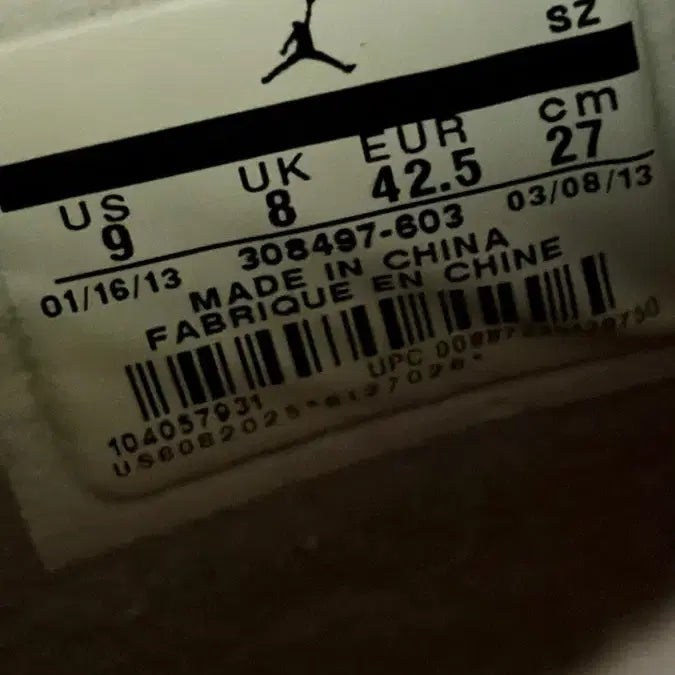 SZ
US UK EUR cm
9 8 42.5 27
01/16/13 308497-603 03/08/13
MADE IN CHINA
FABRIQUE EN CHINE
104057931 UPC